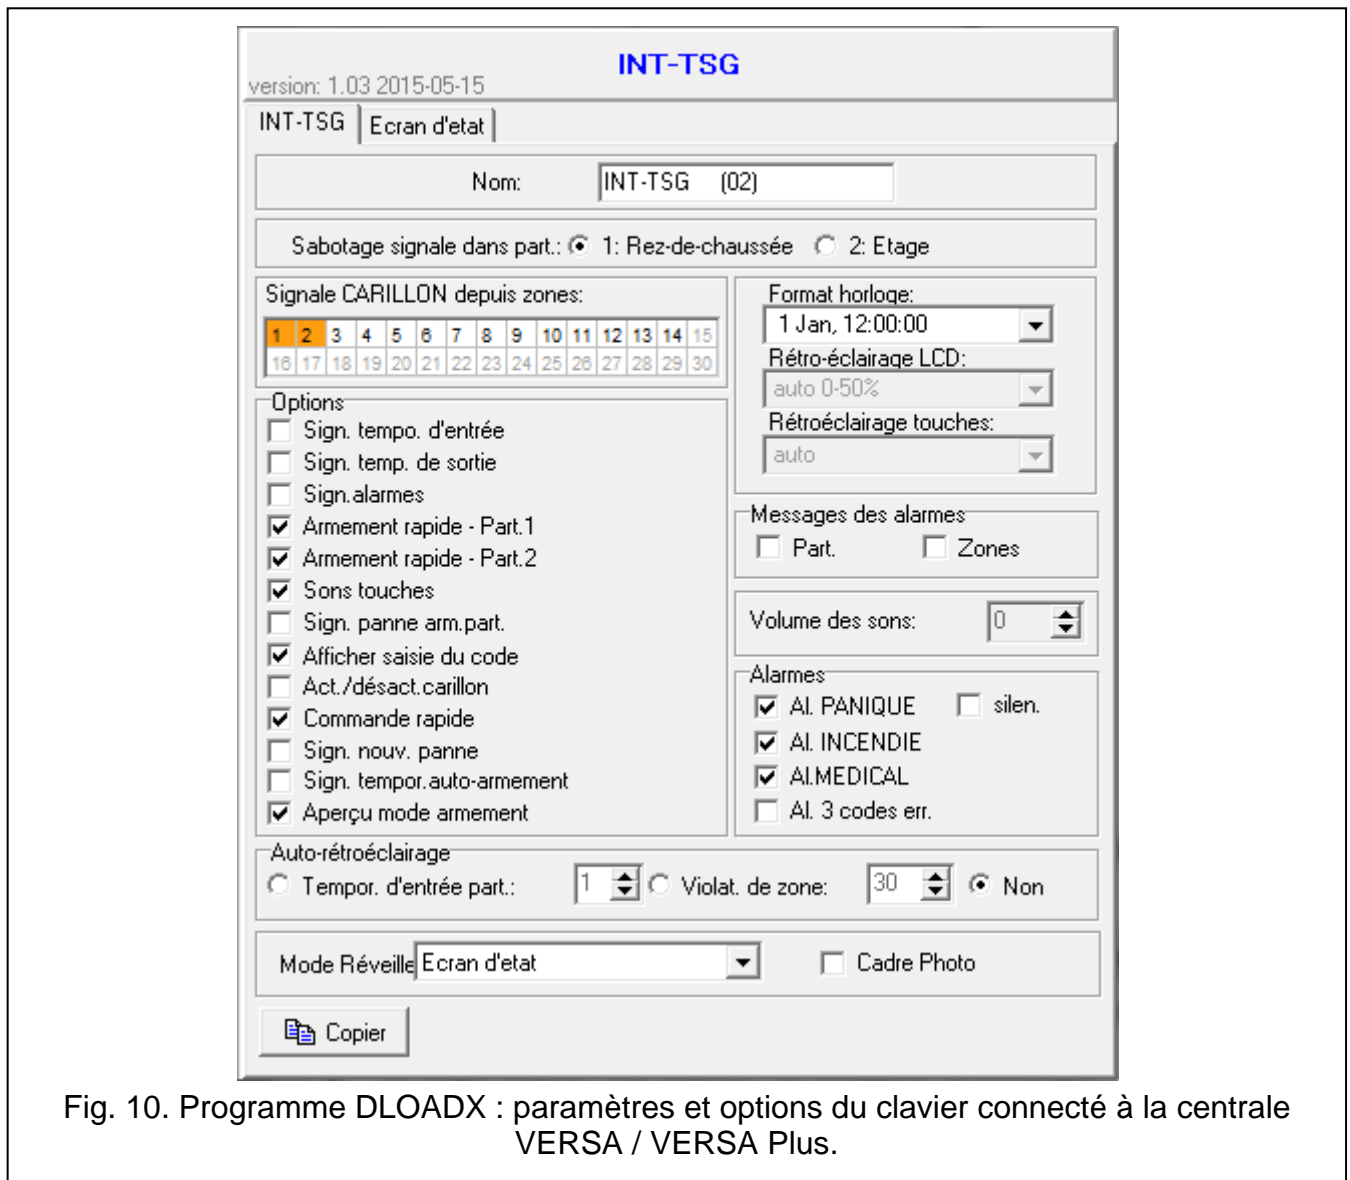 INT-TSG
version: 1.03 2015-05-15
INT-TSG Ecran d'etat
Nom: INT-TSG (02)
Sabotage signale dans part.: 1: Rez-de-chaussée 2: Etage
Signale CARILLON depuis zones:
1 2 3 4 5 6 7 8 9 10 11 12 13 14 15
16 17 18 19 20 21 22 23 24 25 26 27 28 29 30
Format horloge:
1 Jan, 12:00:00
Rétro-éclairage LCD:
auto 0-50%
Rétroéclairage touches:
auto
Options
Sign. tempo. d'entrée
Sign. temp. de sortie
Sign.alarmes
Armement rapide - Part.1
Armement rapide - Part.2
Sons touches
Sign. panne arm.part.
Afficher saisie du code
Act./désact.carillon
Commande rapide
Sign. nouv. panne
Sign. tempor.auto-armement
Aperçu mode armement
Messages des alarmes
Part. Zones
Volume des sons: 0
Alarmes
Al. PANIQUE silen.
Al. INCENDIE
Al.MEDICAL
Al. 3 codes err.
Auto-rétroéclairage
Tempor. d'entrée part.: 1 Violat. de zone: 30 Non
Mode Réveille Ecran d'etat Cadre Photo
Copier
Fig. 10. Programme DLOADX : paramètres et options du clavier connecté à la centrale
VERSA / VERSA Plus.